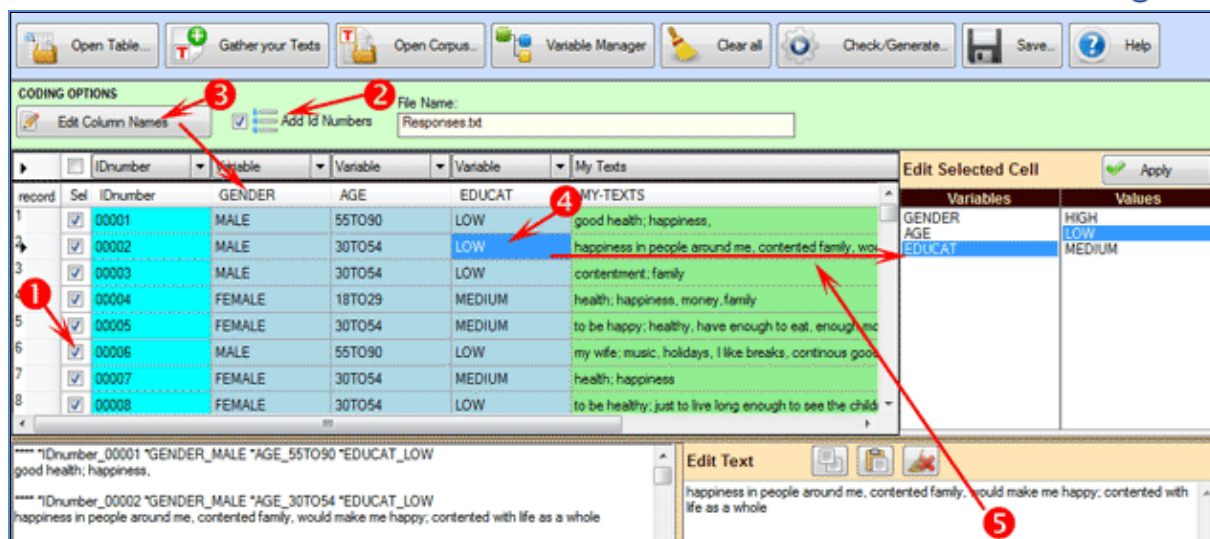 Open Table... Gather your Texts Open Corpus... Variable Manager Clear all Check/Generate... Save... Help
CODING OPTIONS
Edit Column Names
Add Id Numbers
File Name:
Responses.txt
3
2
IDnumber Variable Variable Variable My Texts
record Sel IDnumber GENDER AGE EDUCAT MY-TEXTS
1 00001 MALE 55TO90 LOW good health; happiness,
2 00002 MALE 30TO54 LOW happiness in people around me, contented family, wou
3 00003 MALE 30TO54 LOW contentment; family
4 00004 FEMALE 18TO29 MEDIUM health; happiness, money, family
5 00005 FEMALE 30TO54 MEDIUM to be happy; healthy, have enough to eat, enough mo
6 00006 MALE 55TO90 LOW my wife; music, holidays, I like breaks, continous good
7 00007 FEMALE 30TO54 MEDIUM health; happiness
8 00008 FEMALE 30TO54 LOW to be healthy; just to live long enough to see the childr
4
1
Edit Selected Cell Apply
Variables Values
GENDER HIGH
AGE LOW
EDUCAT MEDIUM
**** *IDnumber_00001 *GENDER_MALE *AGE_55TO90 *EDUCAT_LOW
good health; happiness,
**** *IDnumber_00002 *GENDER_MALE *AGE_30TO54 *EDUCAT_LOW
happiness in people around me, contented family, would make me happy; contented with life as a whole
Edit Text
happiness in people around me, contented family, would make me happy; contented with
life as a whole
5